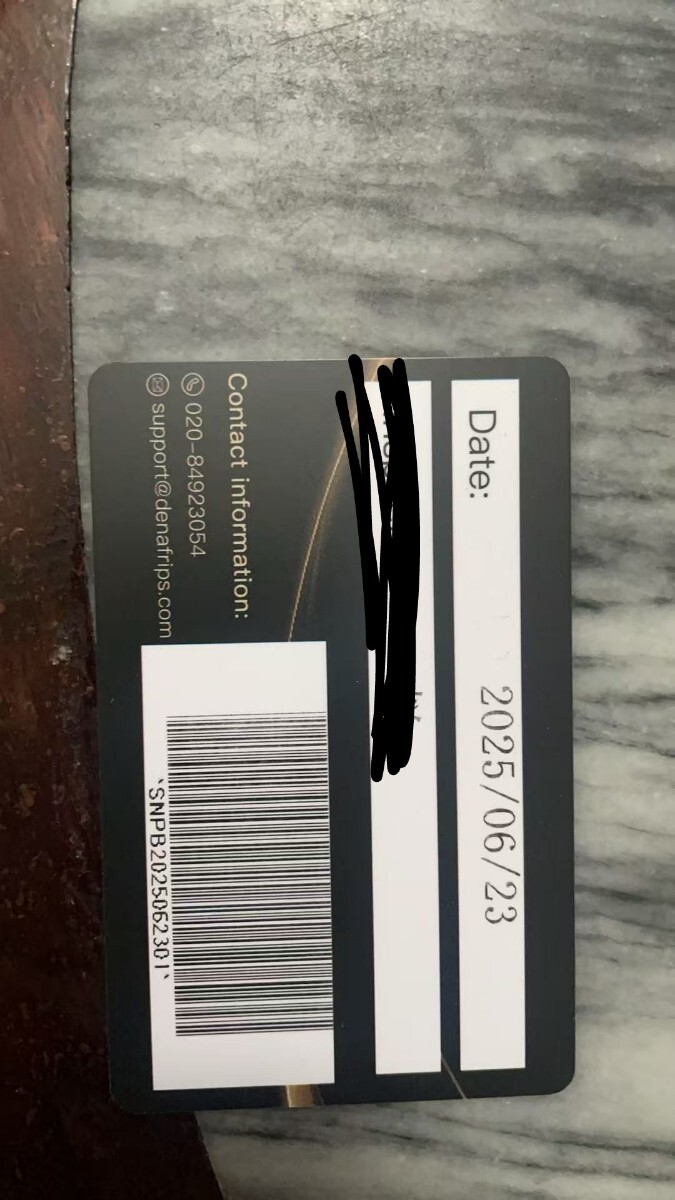 Date: 2025/06/23
Contact information:
020-84923054
support@denafrips.com
`SNPB2025062301`